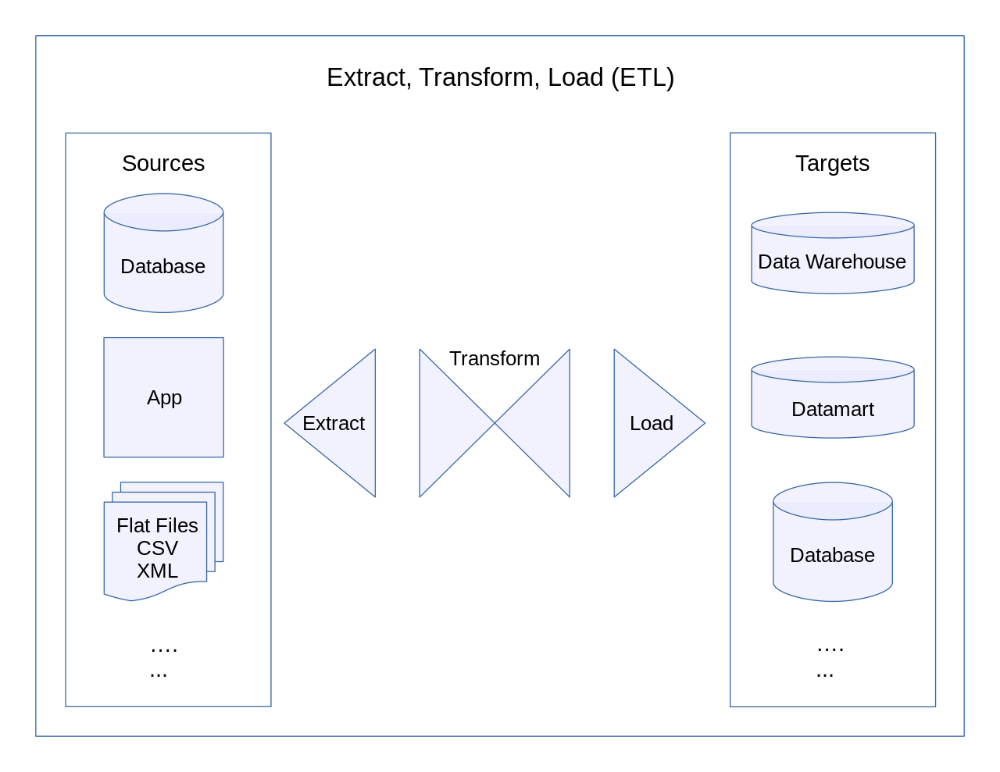 Extract, Transform, Load (ETL)
Sources
Database
App
Flat Files
CSV
XML
....
...
Extract
Transform
Load
Targets
Data Warehouse
Datamart
Database
....
...